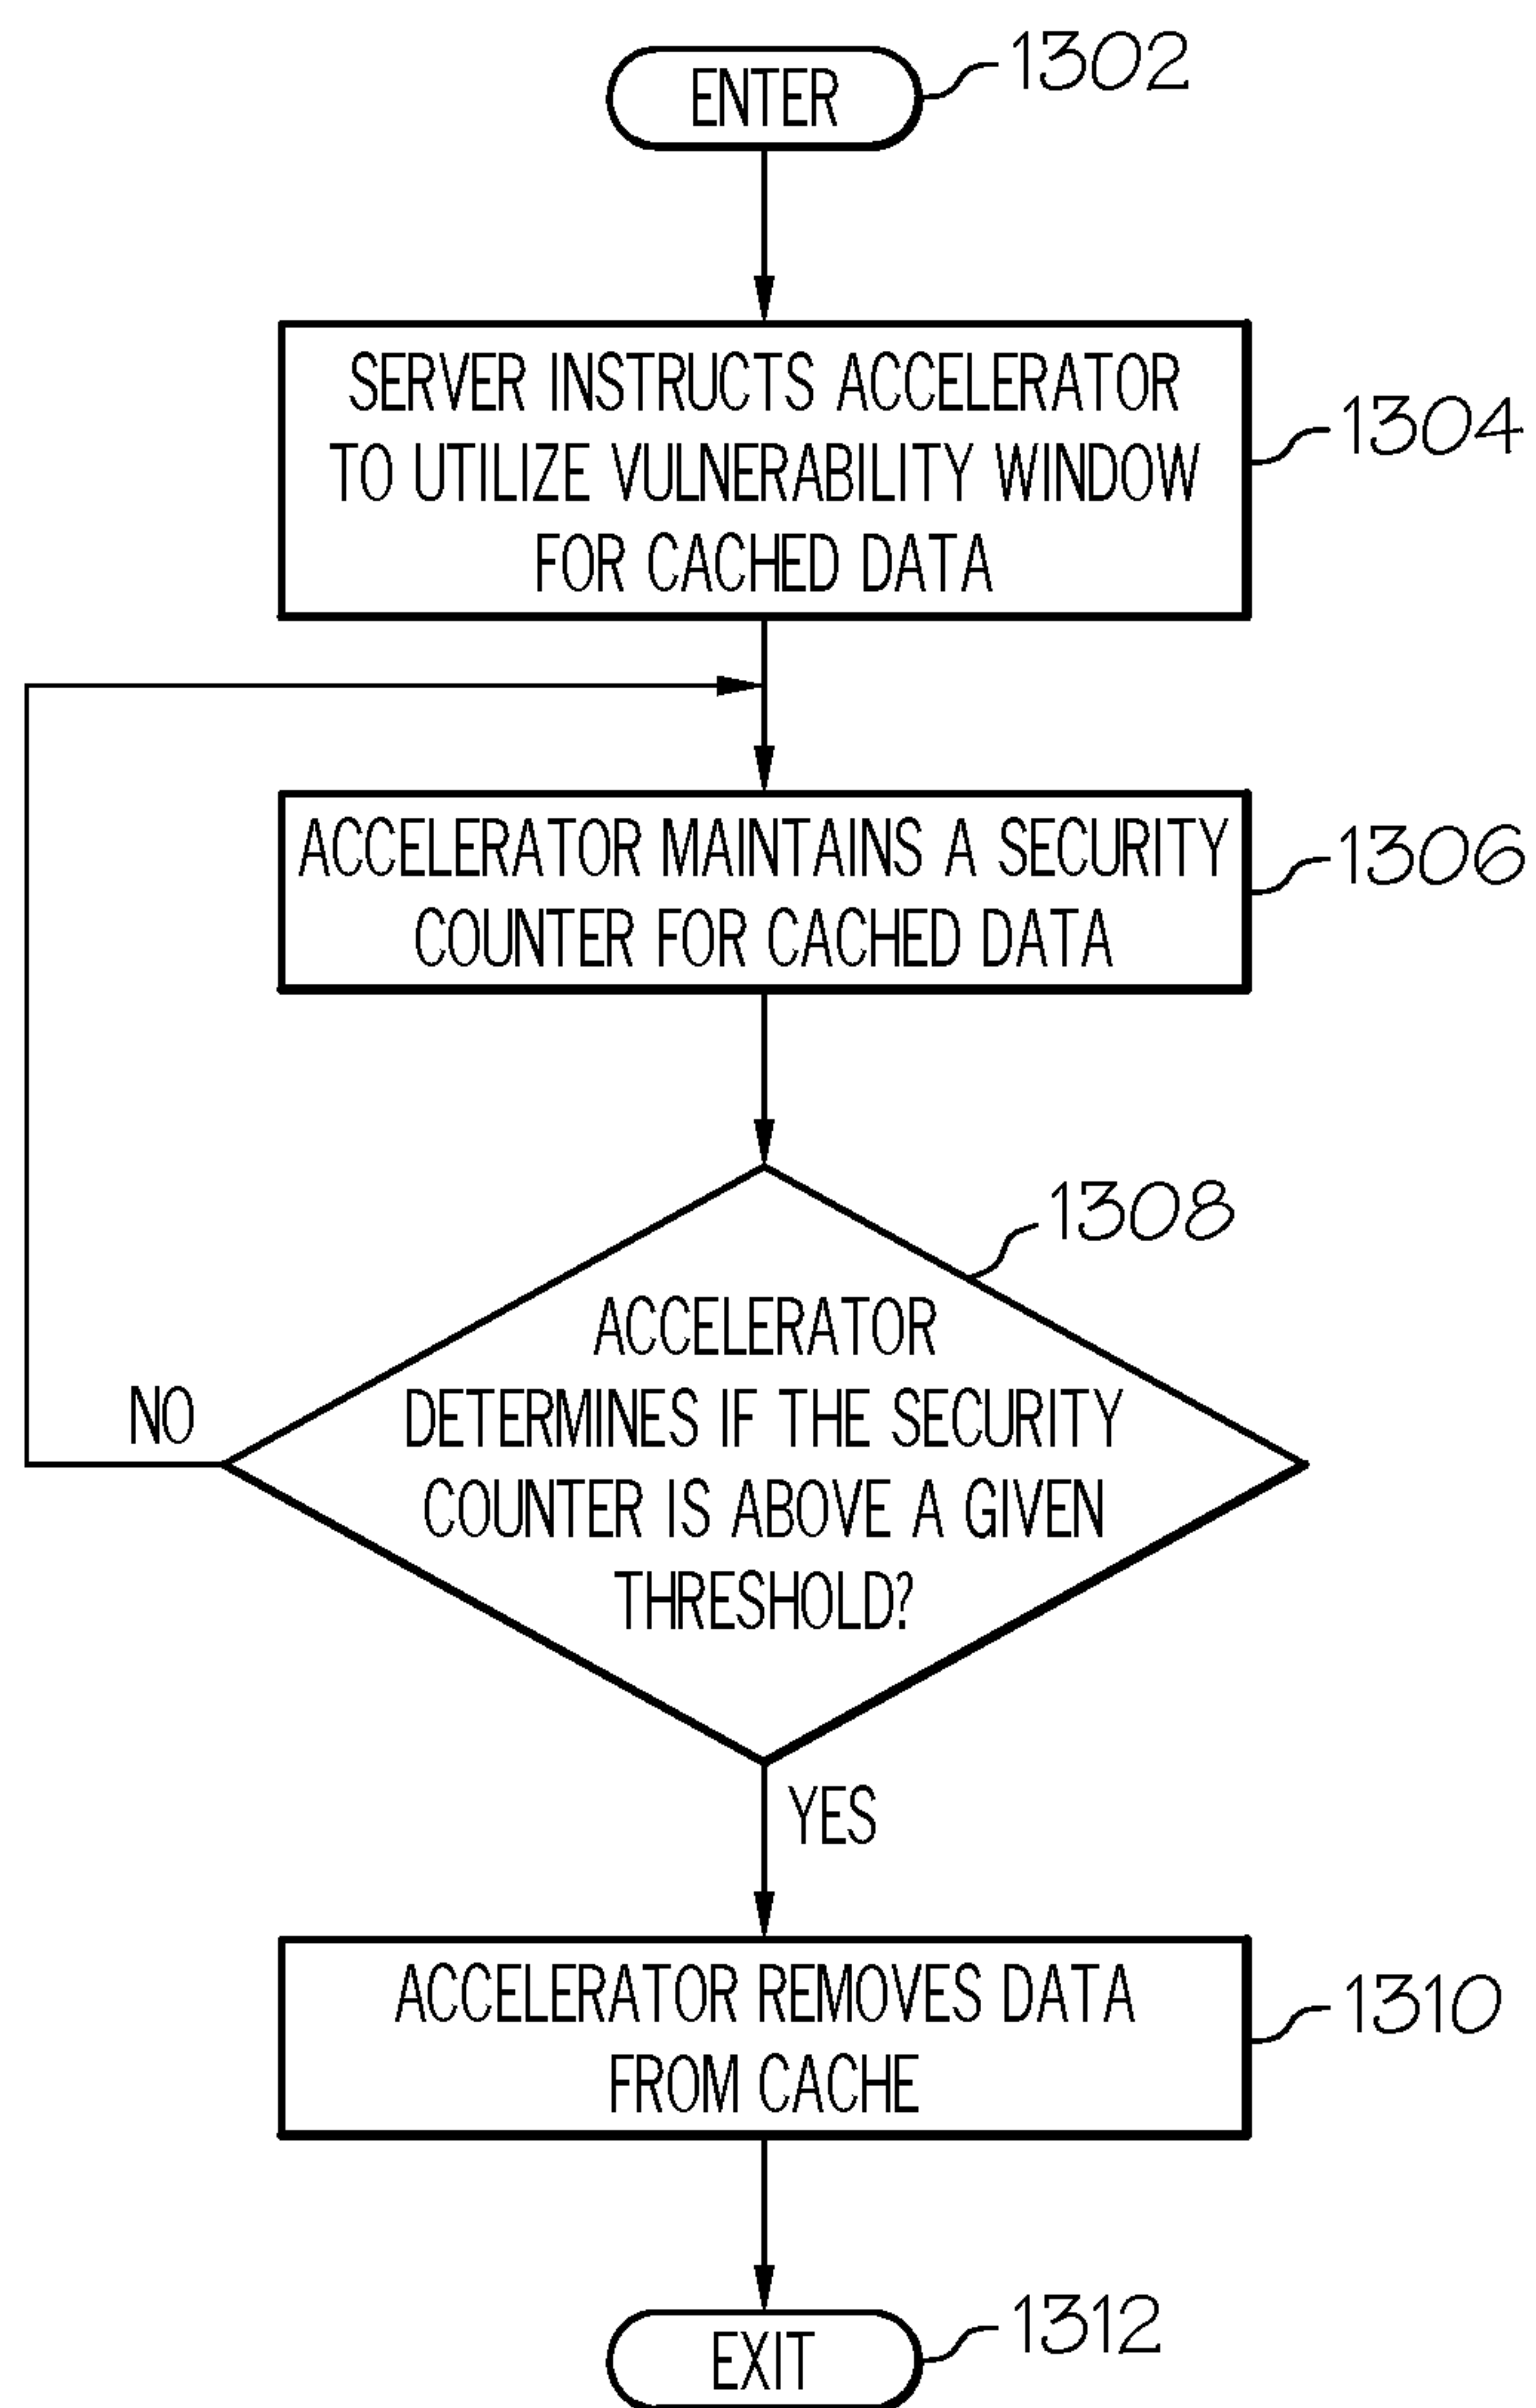 ENTER
1302
SERVER INSTRUCTS ACCELERATOR
TO UTILIZE VULNERABILITY WINDOW
FOR CACHED DATA
1304
ACCELERATOR MAINTAINS A SECURITY
COUNTER FOR CACHED DATA
1306
1308
ACCELERATOR
DETERMINES IF THE SECURITY
COUNTER IS ABOVE A GIVEN
THRESHOLD?
NO
YES
ACCELERATOR REMOVES DATA
FROM CACHE
1310
EXIT
1312